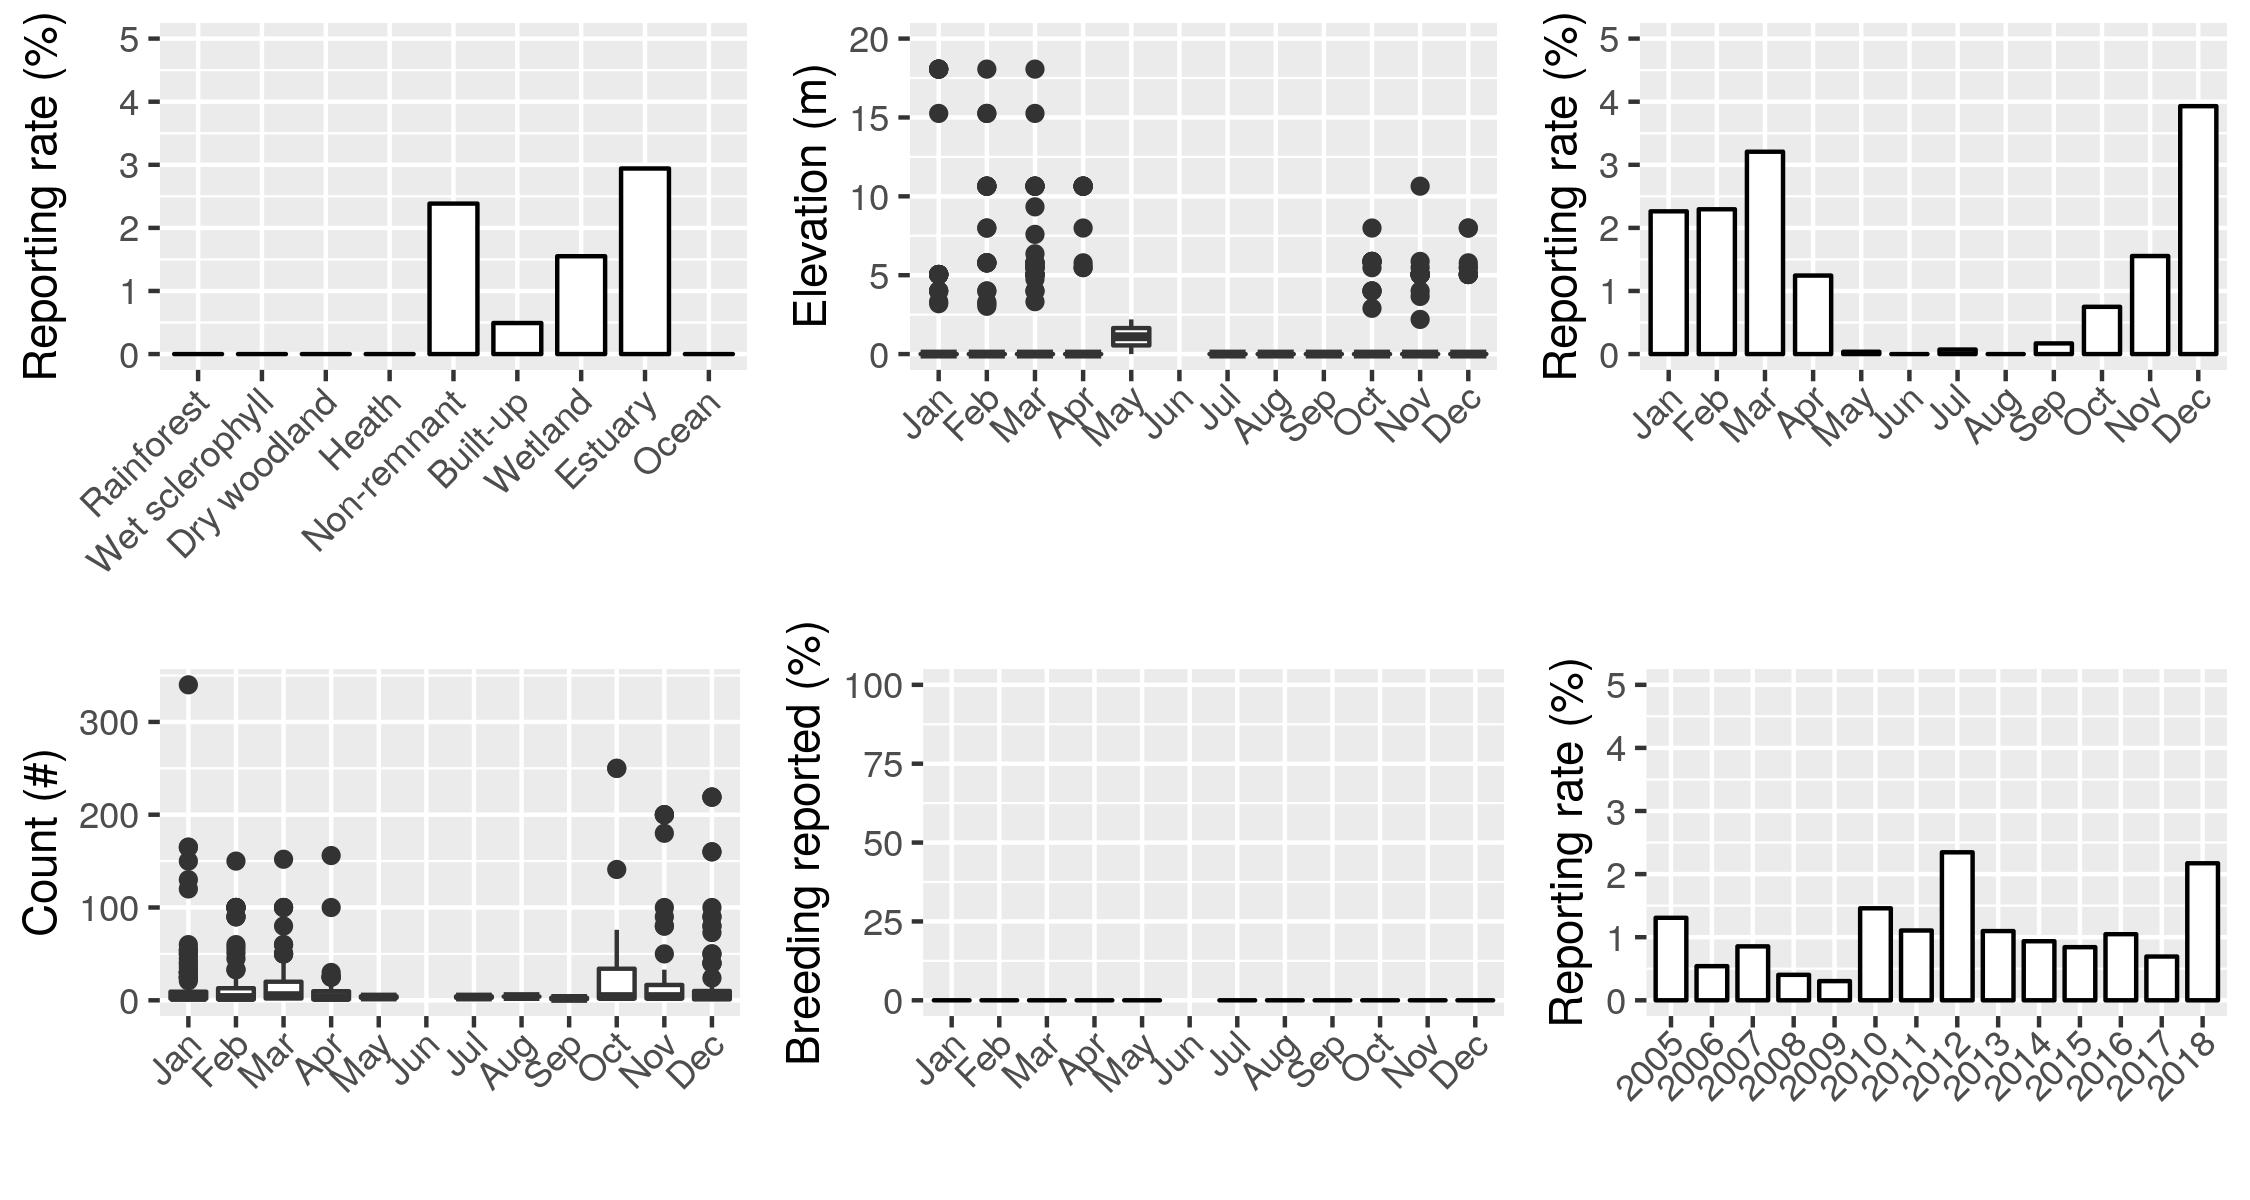 Reporting rate (%)
5
4
3
2
1
0
Rainforest
Wet sclerophyll
Dry woodland
Heath
Non-remnant
Built-up
Wetland
Estuary
Ocean
Elevation (m)
20
15
10
5
0
Jan
Feb
Mar
Apr
May
Jun
Jul
Aug
Sep
Oct
Nov
Dec
Reporting rate (%)
5
4
3
2
1
0
Jan
Feb
Mar
Apr
May
Jun
Jul
Aug
Sep
Oct
Nov
Dec
Count (#)
300
200
100
0
Jan
Feb
Mar
Apr
May
Jun
Jul
Aug
Sep
Oct
Nov
Dec
Breeding reported (%)
100
75
50
25
0
Jan
Feb
Mar
Apr
May
Jun
Jul
Aug
Sep
Oct
Nov
Dec
Reporting rate (%)
5
4
3
2
1
0
2005
2006
2007
2008
2009
2010
2011
2012
2013
2014
2015
2016
2017
2018